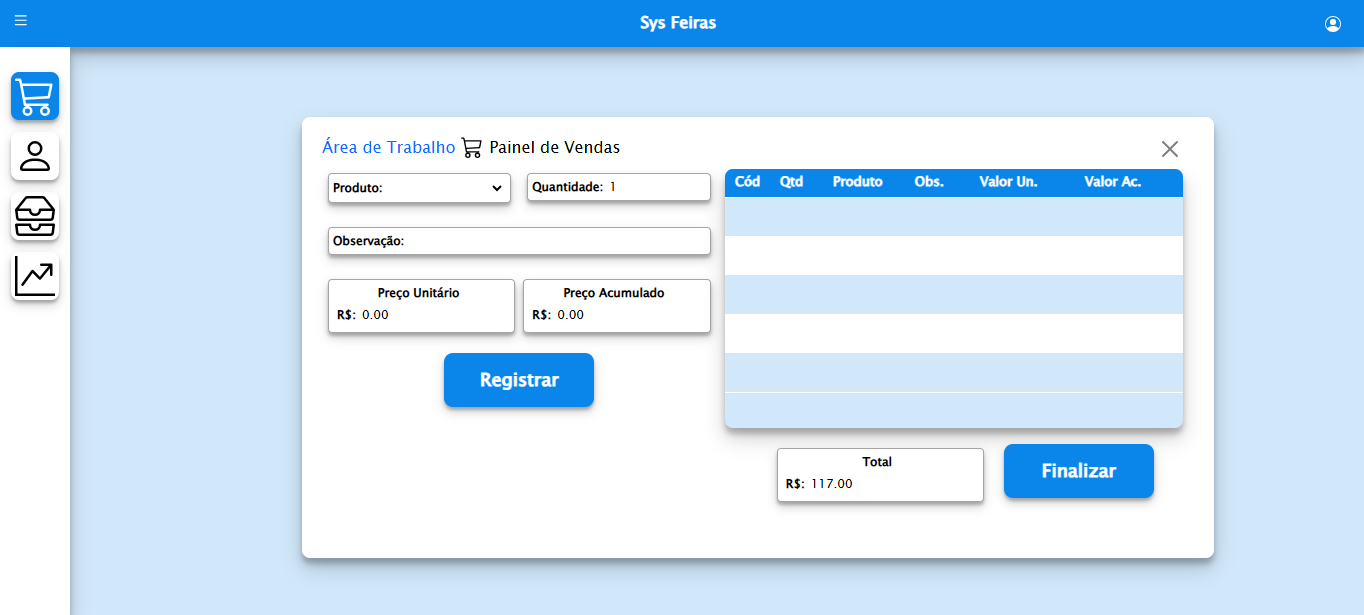 Sys Feiras
Área de Trabalho Painel de Vendas
Produto:
Quantidade: 1
Observação:
Preço Unitário
R$: 0.00
Preço Acumulado
R$: 0.00
Registrar
Cód Qtd Produto Obs. Valor Un. Valor Ac.
Total
R$: 117.00
Finalizar